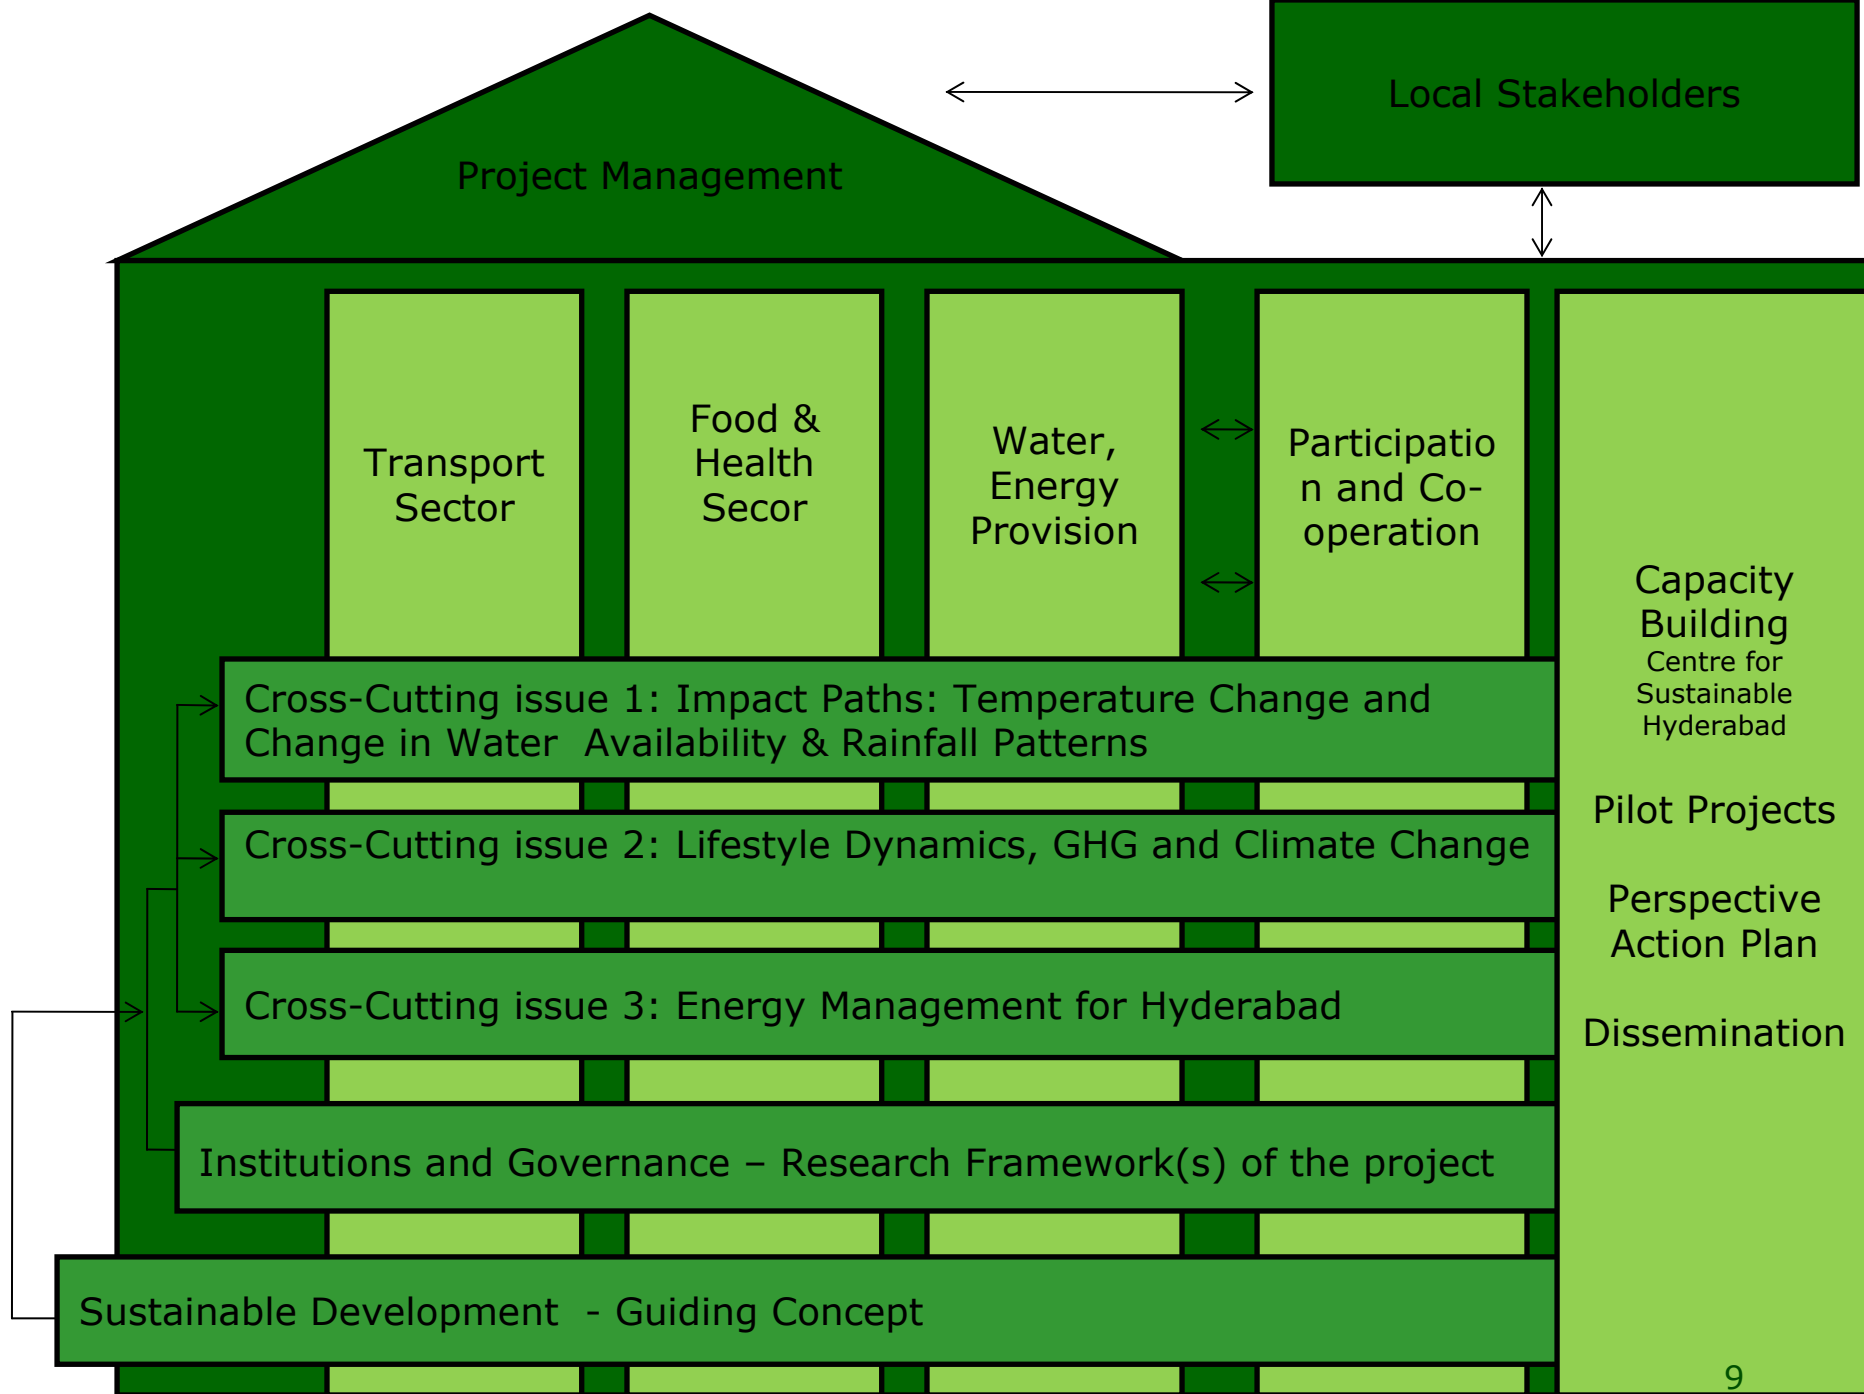 Local Stakeholders
Project Management
Transport
Sector
Food &
Health
Secor
Water,
Energy
Provision
Participatio
n and Co-
operation
Capacity
Building
Centre for
Sustainable
Hyderabad
Pilot Projects
Perspective
Action Plan
Dissemination
Cross-Cutting issue 1: Impact Paths: Temperature Change and
Change in Water  Availability & Rainfall Patterns
Cross-Cutting issue 2: Lifestyle Dynamics, GHG and Climate Change
Cross-Cutting issue 3: Energy Management for Hyderabad
Institutions and Governance – Research Framework(s) of the project
Sustainable Development  - Guiding Concept
9